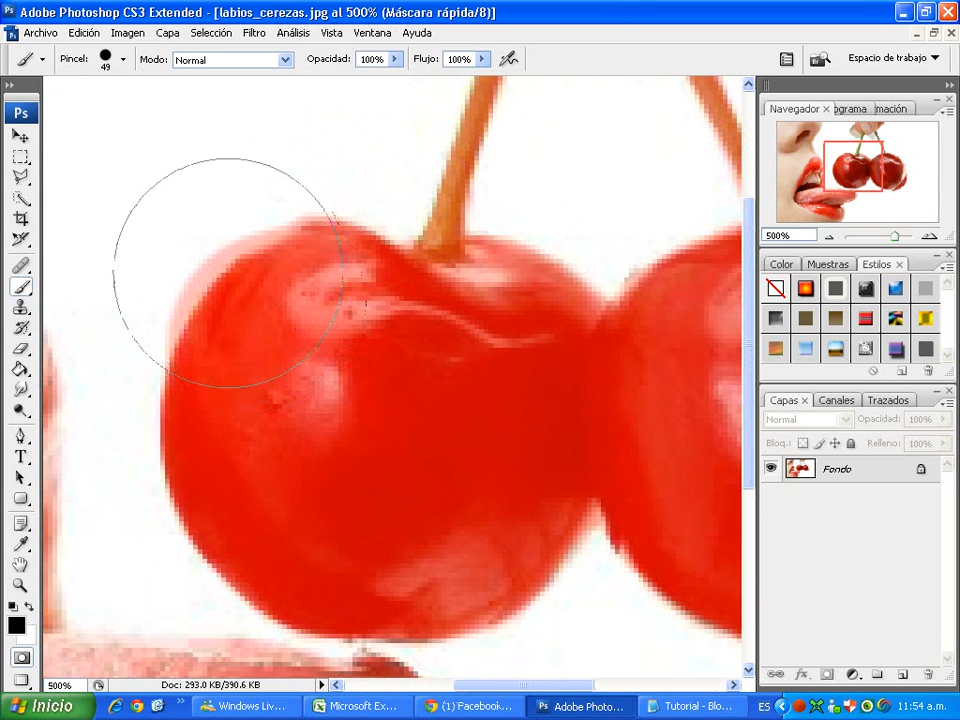 Adobe Photoshop CS3 Extended - [labios_cerezas.jpg al 500% (Máscara rápida/8)]
Archivo Edición Imagen Capa Selección Filtro Análisis Vista Ventana Ayuda
Pincel: 49 Modo: Normal Opacidad: 100% Flujo: 100% Espacio de trabajo
Ps
Navegador ograma mación
500%
Color Muestras Estilos
Capas Canales Trazados
Normal Opacidad: 100%
Bloq.: Relleno: 100%
Fondo
T
500% Doc: 293.0 KB/390.6 KB
Inicio Windows Liv... Microsoft Ex... (1) Facebook... Adobe Photo... Tutorial - Blo... ES 11:54 a.m.